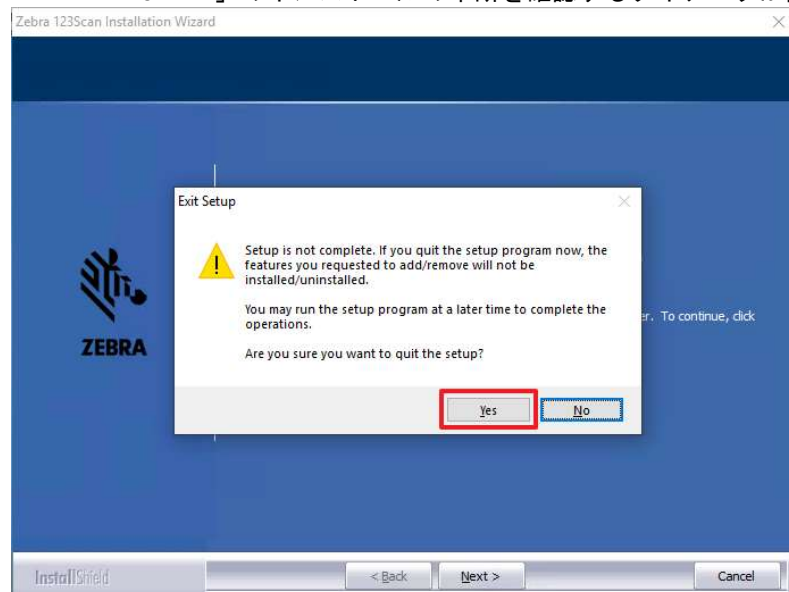 Zebra 123Scan Installation Wizard
Exit Setup
Setup is not complete. If you quit the setup program now, the
features you requested to add/remove will not be
installed/uninstalled.
You may run the setup program at a later time to complete the
operations.
Are you sure you want to quit the setup?
er. To continue, click
ZEBRA
Yes
No
InstallShield
< Back
Next >
Cancel